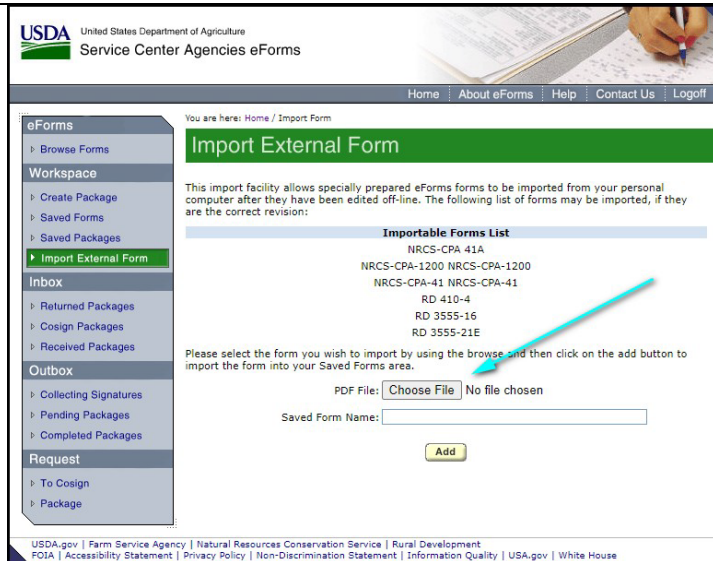 USDA
United States Department of Agriculture
Service Center Agencies eForms
Home About eForms Help Contact Us Logoff
eForms
Browse Forms
Workspace
Create Package
Saved Forms
Saved Packages
Import External Form
Inbox
Returned Packages
Cosign Packages
Received Packages
Outbox
Collecting Signatures
Pending Packages
Completed Packages
Request
To Cosign
Package
You are here: Home / Import Form
Import External Form
This import facility allows specially prepared eForms forms to be imported from your personal
computer after they have been edited off-line. The following list of forms may be imported, if they
are the correct revision:
Importable Forms List
NRCS-CPA 41A
NRCS-CPA-1200 NRCS-CPA-1200
NRCS-CPA-41 NRCS-CPA-41
RD 410-4
RD 3555-16
RD 3555-21E
Please select the form you wish to import by using the browse and then click on the add button to
import the form into your Saved Forms area.
PDF File: Choose File No file chosen
Saved Form Name:
Add
USDA.gov | Farm Service Agency | Natural Resources Conservation Service | Rural Development
FOIA | Accessibility Statement | Privacy Policy | Non-Discrimination Statement | Information Quality | USA.gov | White House